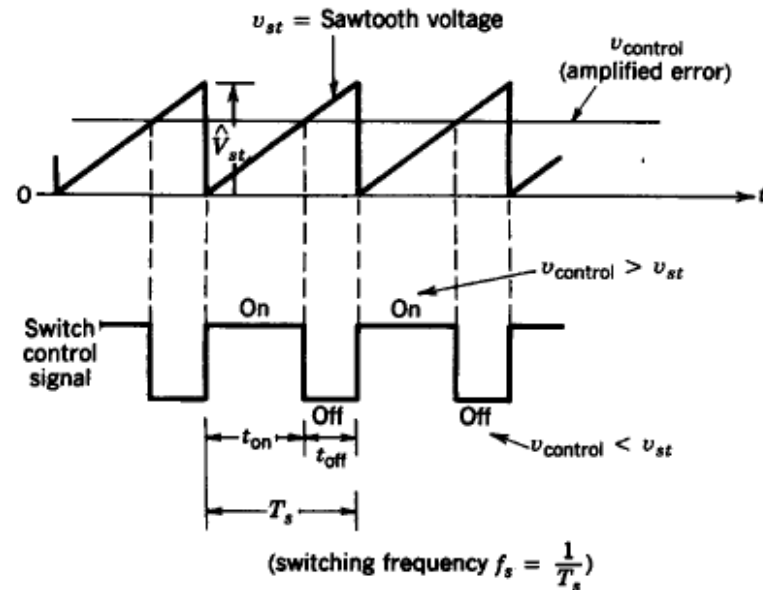 v_st = Sawtooth voltage
v_control
(amplified error)
V̂_st
0
t
v_control > v_st
On
On
Switch
control
signal
Off
Off
t_on
t_off
v_control < v_st
T_s
(switching frequency f_s = 1/T_s)